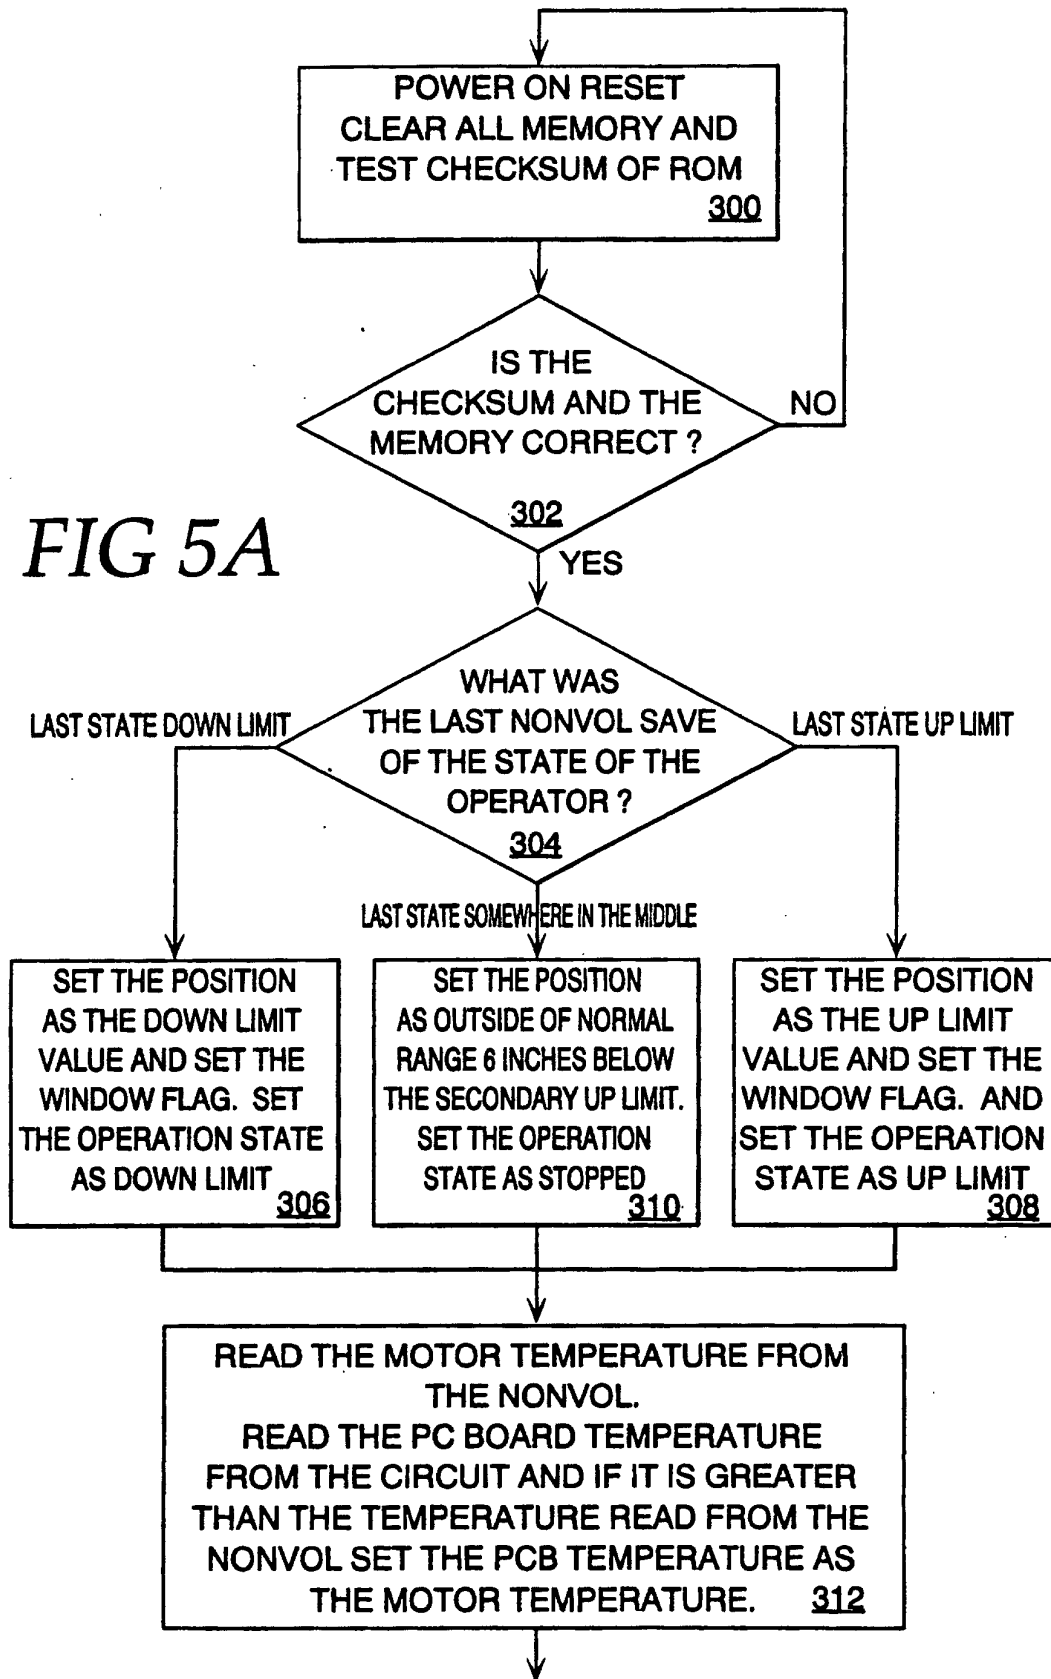 POWER ON RESET
CLEAR ALL MEMORY AND
TEST CHECKSUM OF ROM
300
IS THE
CHECKSUM AND THE
MEMORY CORRECT ?
302
NO
FIG 5A
YES
WHAT WAS
THE LAST NONVOL SAVE
OF THE STATE OF THE
OPERATOR ?
304
LAST STATE DOWN LIMIT
LAST STATE UP LIMIT
LAST STATE SOMEWHERE IN THE MIDDLE
SET THE POSITION
AS THE DOWN LIMIT
VALUE AND SET THE
WINDOW FLAG. SET
THE OPERATION STATE
AS DOWN LIMIT
306
SET THE POSITION
AS OUTSIDE OF NORMAL
RANGE 6 INCHES BELOW
THE SECONDARY UP LIMIT.
SET THE OPERATION
STATE AS STOPPED
310
SET THE POSITION
AS THE UP LIMIT
VALUE AND SET THE
WINDOW FLAG. AND
SET THE OPERATION
STATE AS UP LIMIT
308
READ THE MOTOR TEMPERATURE FROM
THE NONVOL.
READ THE PC BOARD TEMPERATURE
FROM THE CIRCUIT AND IF IT IS GREATER
THAN THE TEMPERATURE READ FROM THE
NONVOL SET THE PCB TEMPERATURE AS
THE MOTOR TEMPERATURE.
312